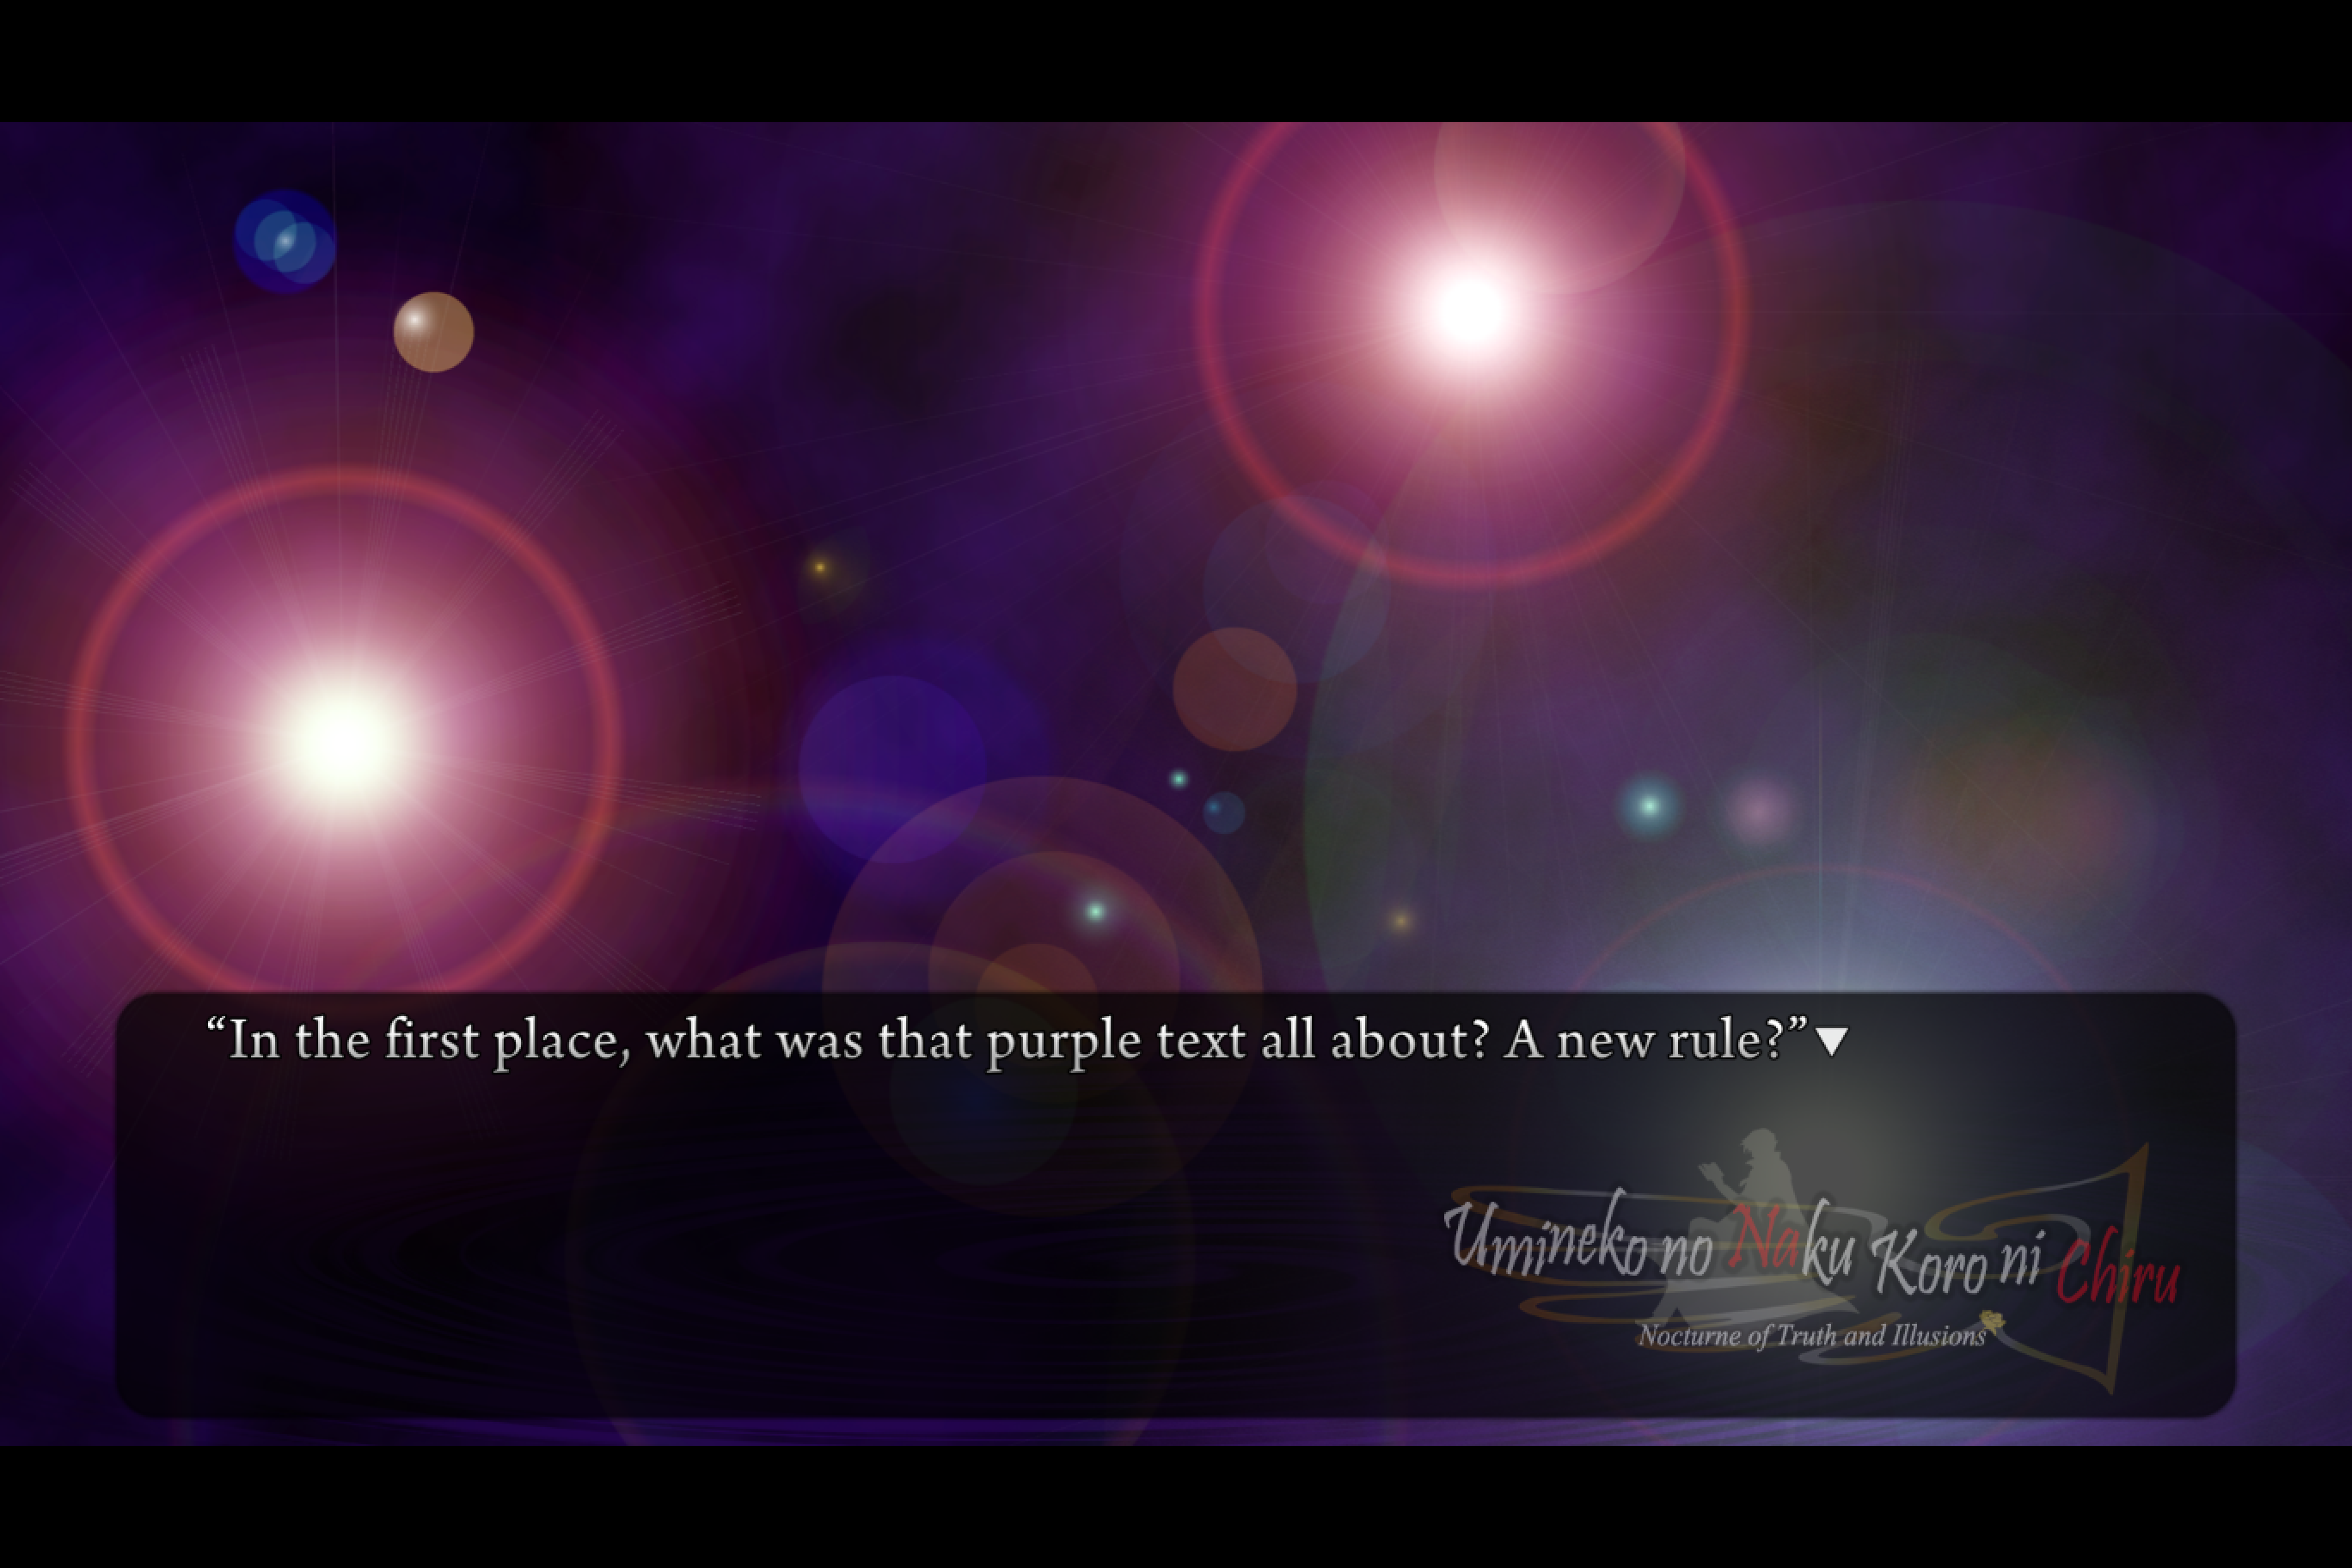 “In the first place, what was that purple text all about? A new rule?”▼
Umineko no Naku Koro ni Chiru
Nocturne of Truth and Illusions